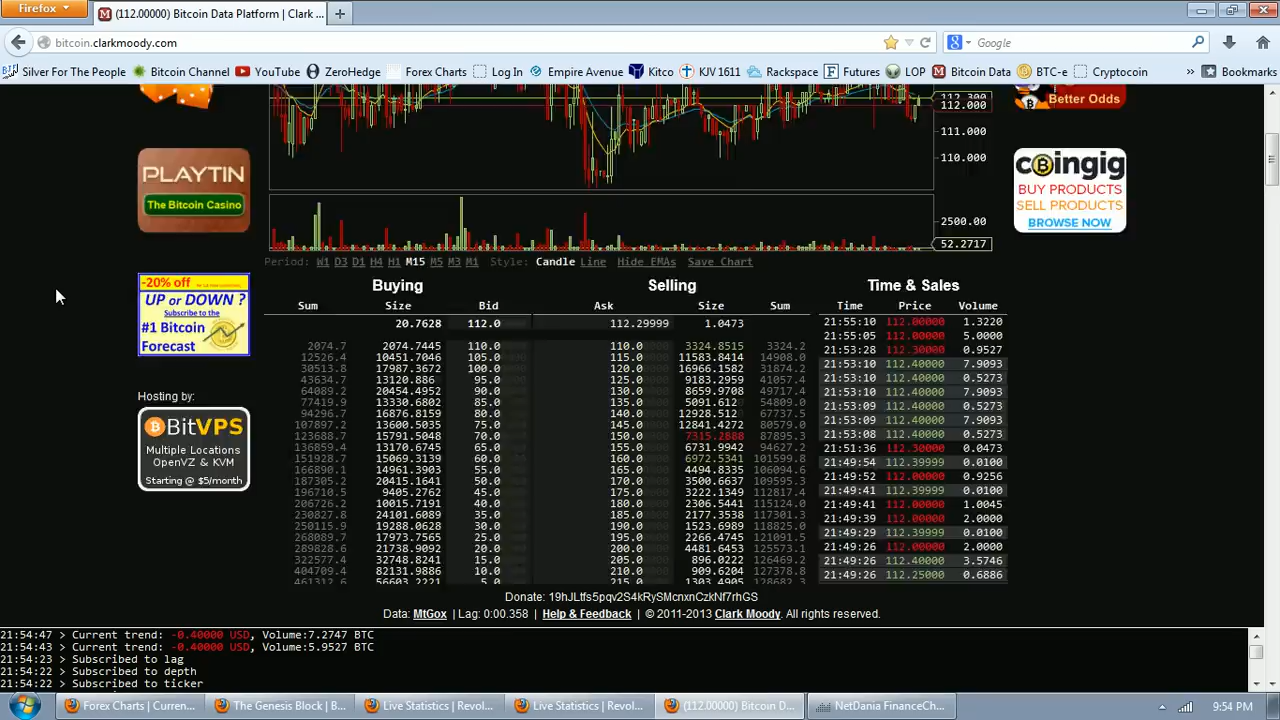 Firefox
(112.00000) Bitcoin Data Platform | Clark ...
bitcoin.clarkmoody.com
Google
Silver For The People Bitcoin Channel YouTube ZeroHedge Forex Charts Log In Empire Avenue Kitco KJV 1611 Rackspace Futures LOP Bitcoin Data BTC-e Cryptocoin » Bookmarks
Better Odds
112.300
112.000
111.000
110.000
PLAYTIN
The Bitcoin Casino
coingig
BUY PRODUCTS
SELL PRODUCTS
BROWSE NOW
2500.00
52.2717
Period: W1 D3 D1 H4 H1 M15 M5 M3 M1 Style: Candle Line Hide EMAs Save Chart
-20% off
UP or DOWN ?
Subscribe to the
#1 Bitcoin
Forecast
Buying Selling Time & Sales
Sum Size Bid Ask Size Sum Time Price Volume
20.7628 112.0 112.29999 1.0473
2074.7 2074.7445 110.0 110.0 3324.8515 3324.2
12526.4 10451.7046 105.0 115.0 11583.8414 14908.0
30513.8 17987.3672 100.0 120.0 16966.1582 31874.2
43634.7 13120.886 95.0 125.0 9183.2959 41057.4
64089.2 20454.4952 90.0 130.0 8659.9708 49717.4
77419.9 13330.6802 85.0 135.0 5091.612 54809.0
94296.7 16876.8159 80.0 140.0 12928.512 67737.5
107897.2 13600.5035 75.0 145.0 12841.4272 80579.0
123688.7 15791.5048 70.0 150.0 7315.2688 87895.3
136859.4 13170.6745 65.0 155.0 6731.9942 94627.2
151928.7 15069.3139 60.0 160.0 6972.5341 101599.8
166890.1 14961.3903 55.0 165.0 4494.8335 106094.6
187305.2 20415.1641 50.0 170.0 3500.6637 109595.3
196710.5 9405.2762 45.0 175.0 3222.1349 112817.4
206726.2 10015.7191 40.0 180.0 2306.5441 115124.0
230827.8 24101.6089 35.0 185.0 2177.3538 117301.3
250115.9 19288.0628 30.0 190.0 1523.6989 118825.0
268089.7 17973.7565 25.0 195.0 2266.4745 121091.5
289828.6 21738.9092 20.0 200.0 4481.6453 125573.1
322577.4 32748.8241 15.0 205.0 896.0222 126469.2
404709.4 82131.9886 10.0 210.0 909.6204 127378.8
461312.6 56603.2221 5.0 215.0 1303.4905 128682.3
21:55:10 112.00000 1.3220
21:55:05 112.00000 5.0000
21:53:28 112.30000 0.9527
21:53:10 112.40000 7.9093
21:53:10 112.40000 0.5273
21:53:10 112.40000 7.9093
21:53:09 112.40000 0.5273
21:53:09 112.40000 7.9093
21:53:08 112.40000 0.5273
21:51:36 112.30000 0.0473
21:49:54 112.39999 0.0100
21:49:52 112.00000 0.9256
21:49:41 112.39999 0.0100
21:49:41 112.00000 1.0045
21:49:39 112.00000 2.0000
21:49:29 112.39999 0.0100
21:49:26 112.00000 2.0000
21:49:26 112.40000 3.5746
21:49:26 112.25000 0.6886
Hosting by:
BitVPS
Multiple Locations
OpenVZ & KVM
Starting @ $5/month
Donate: 19hJLtfs5pqv2S4kRySMcnxnCzkNf7rhGS
Data: MtGox | Lag: 0:00.358 | Help & Feedback | © 2011-2013 Clark Moody. All rights reserved.
21:54:47 > Current trend: -0.40000 USD, Volume:7.2747 BTC
21:54:43 > Current trend: -0.40000 USD, Volume:5.9527 BTC
21:54:23 > Subscribed to lag
21:54:22 > Subscribed to depth
21:54:22 > Subscribed to ticker
Forex Charts | Curren... The Genesis Block | B... Live Statistics | Revol... Live Statistics | Revol... (112.00000) Bitcoin D... NetDania FinanceCh... 9:54 PM